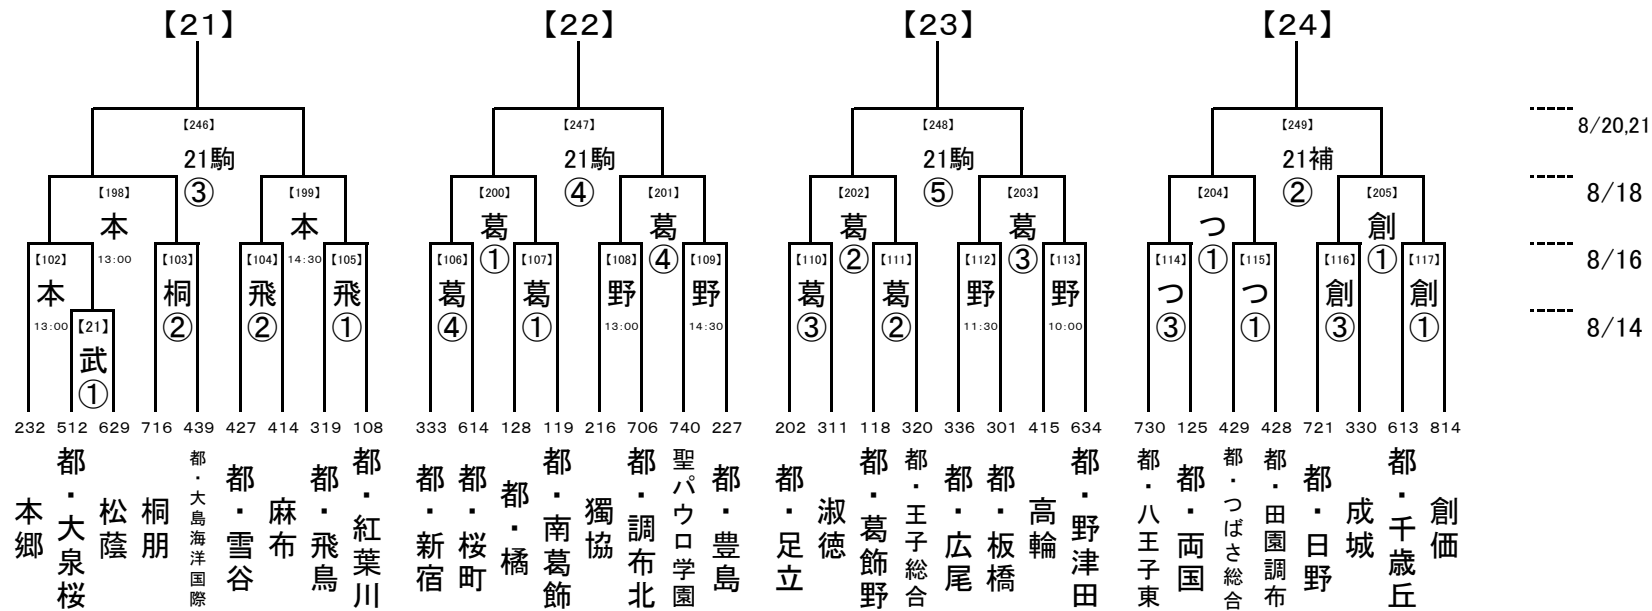 【21】 【22】 【23】 【24】
【246】 【247】 【248】 【249】 8/20,21
21駒 21駒 21駒 21補
③ ④ ⑤ ②
【198】 【199】 【200】 【201】 【202】 【203】 【204】 【205】 8/18
本 本 葛 葛 葛 葛 つ 創
13:00 14:30 ① ④ ② ③ ① ①
【102】 【103】 【104】 【105】 【106】 【107】 【108】 【109】 【110】 【111】 【112】 【113】 【114】 【115】 【116】 【117】 8/16
本 桐 飛 飛 葛 葛 野 野 葛 葛 野 野 つ つ 創 創
13:00 ② ② ① ④ ① 13:00 14:30 ③ ② 11:30 10:00 ③ ① ③ ①
【21】 8/14
武
①
232 512 629 716 439 427 414 319 108 333 614 128 119 216 706 740 227 202 311 118 320 336 301 415 634 730 125 429 428 721 330 613 814
本郷
都・大泉桜
松蔭
桐朋
都・大島海洋国際
都・雪谷
麻布
都・飛鳥
都・紅葉川
都・新宿
都・桜町
都・橘
都・南葛飾
獨協
都・調布北
聖パウロ学園
都・豊島
都・足立
淑徳
都・葛飾野
都・王子総合
都・広尾
都・板橋
高輪
都・野津田
都・八王子東
都・両国
都・つばさ総合
都・田園調布
都・日野
成城
都・千歳丘
創価